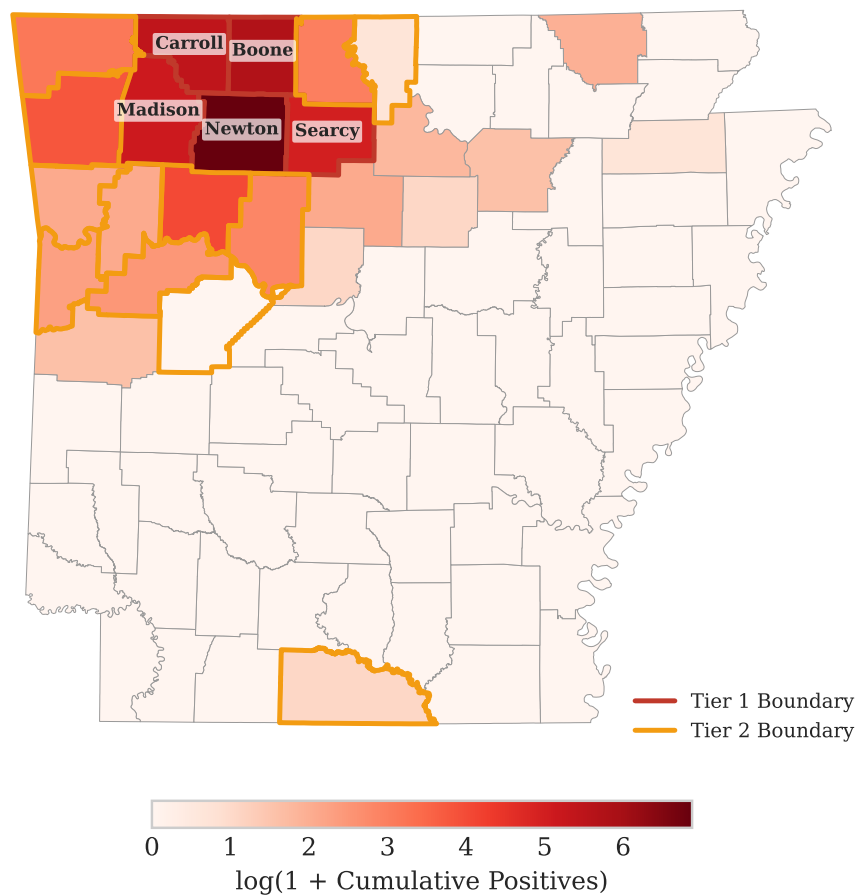 Carroll
Boone
Madison
Newton
Searcy
Tier 1 Boundary
Tier 2 Boundary
0 1 2 3 4 5 6
log(1 + Cumulative Positives)